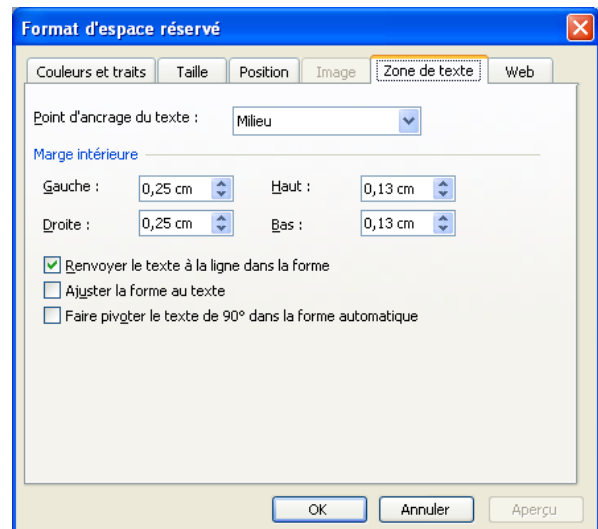 Format d'espace réservé
Couleurs et traits Taille Position Image Zone de texte Web
Point d'ancrage du texte : Milieu
Marge intérieure
Gauche : 0,25 cm Haut : 0,13 cm
Droite : 0,25 cm Bas : 0,13 cm
Renvoyer le texte à la ligne dans la forme
Ajuster la forme au texte
Faire pivoter le texte de 90° dans la forme automatique
OK Annuler Aperçu